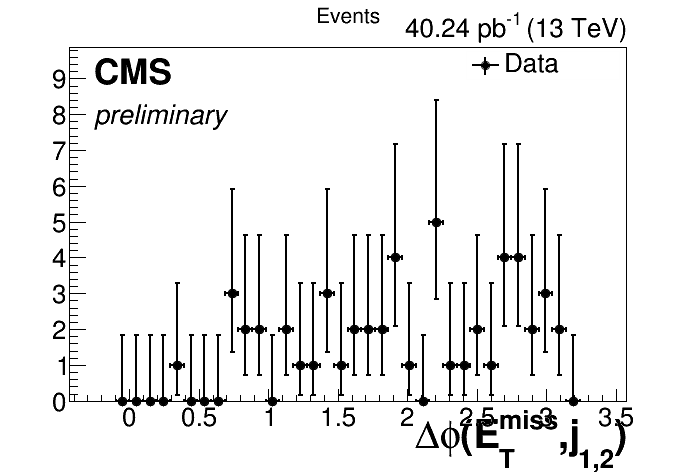 Events
40.24 pb⁻¹ (13 TeV)
CMS
Data
preliminary
9
8
7
6
5
4
3
2
1
0
0 0.5 1 1.5 2 2.5 3 3.5
Δϕ(E_T^miss,j_1,2)